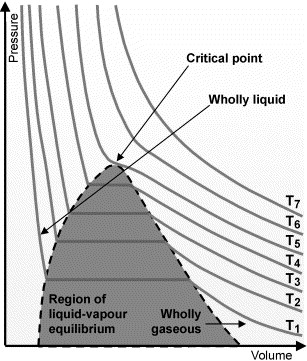 Pressure
Critical point
Wholly liquid
T7
T6
T5
T4
T3
T2
T1
Region of
liquid-vapour
equilibrium
Wholly
gaseous
Volume